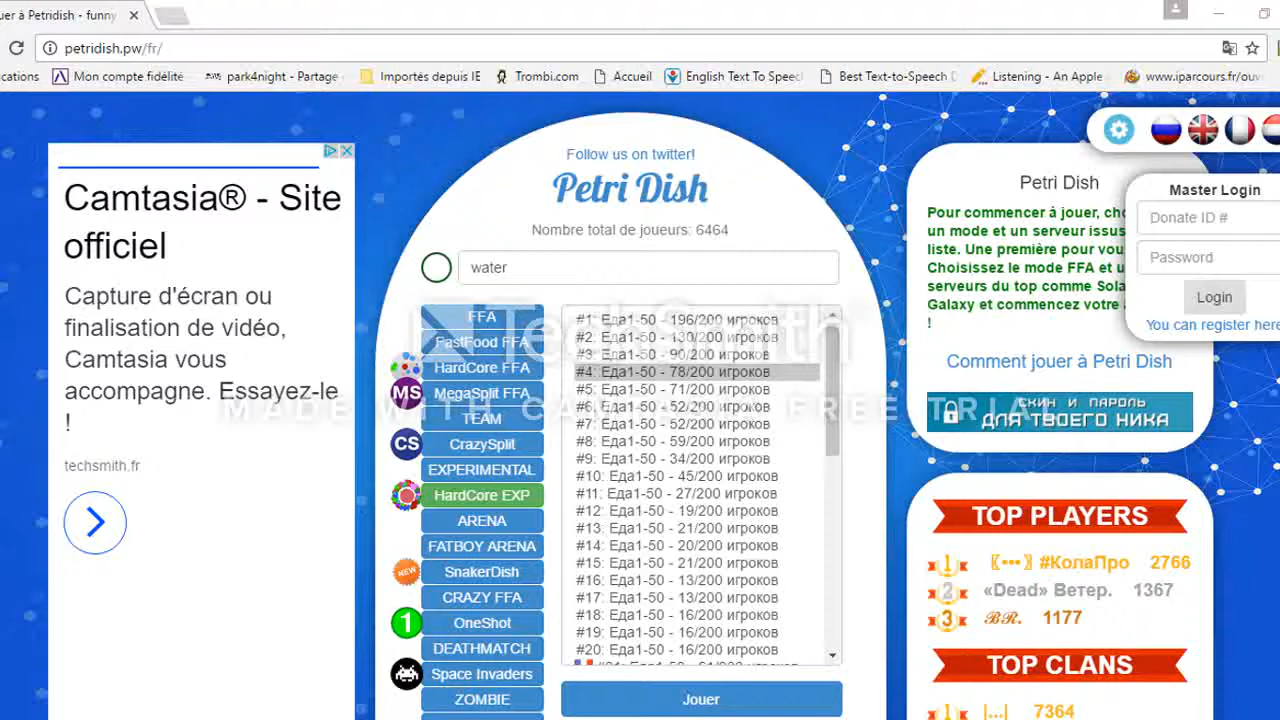 uer à Petridish - funny
petridish.pw/fr/
ications
Mon compte fidélité
park4night - Partage
Importés depuis IE
Trombi.com
Accueil
English Text To Speech
Best Text-to-Speech
Listening - An Apple
www.iparcours.fr/ouv
Camtasia® - Site
officiel
Capture d'écran ou
finalisation de vidéo,
Camtasia vous
accompagne. Essayez-le
!
techsmith.fr
Follow us on twitter!
Petri Dish
Nombre total de joueurs: 6464
water
FFA
FastFood FFA
HardCore FFA
MS
MegaSplit FFA
TEAM
CS
CrazySplit
EXPERIMENTAL
HardCore EXP
ARENA
FATBOY ARENA
NEW
SnakerDish
CRAZY FFA
1
OneShot
DEATHMATCH
Space Invaders
ZOMBIE
#1: Еда1-50 - 196/200 игроков
#2: Еда1-50 - 130/200 игроков
#3: Еда1-50 - 90/200 игроков
#4: Еда1-50 - 78/200 игроков
#5: Еда1-50 - 71/200 игроков
#6: Еда1-50 - 52/200 игроков
#7: Еда1-50 - 52/200 игроков
#8: Еда1-50 - 59/200 игроков
#9: Еда1-50 - 34/200 игроков
#10: Еда1-50 - 45/200 игроков
#11: Еда1-50 - 27/200 игроков
#12: Еда1-50 - 19/200 игроков
#13: Еда1-50 - 21/200 игроков
#14: Еда1-50 - 20/200 игроков
#15: Еда1-50 - 21/200 игроков
#16: Еда1-50 - 13/200 игроков
#17: Еда1-50 - 13/200 игроков
#18: Еда1-50 - 16/200 игроков
#19: Еда1-50 - 16/200 игроков
#20: Еда1-50 - 16/200 игроков
Jouer
TechSmith
MADE WITH CAMTASIA FREE TRIAL
Petri Dish
Pour commencer à jouer, cho
un mode et un serveur issus
liste. Une première pour vou
Choisissez le mode FFA et u
serveurs du top comme Sola
Galaxy et commencez votre
!
Comment jouer à Petri Dish
СКИН И ПАРОЛЬ
ДЛЯ ТВОЕГО НИКА
Master Login
Donate ID #
Password
Login
You can register here
TOP PLAYERS
1 〖•••〗#КолаПро 2766
2 «Dead» Ветер. 1367
3 ℬℛ. 1177
TOP CLANS
1 |...| 7364